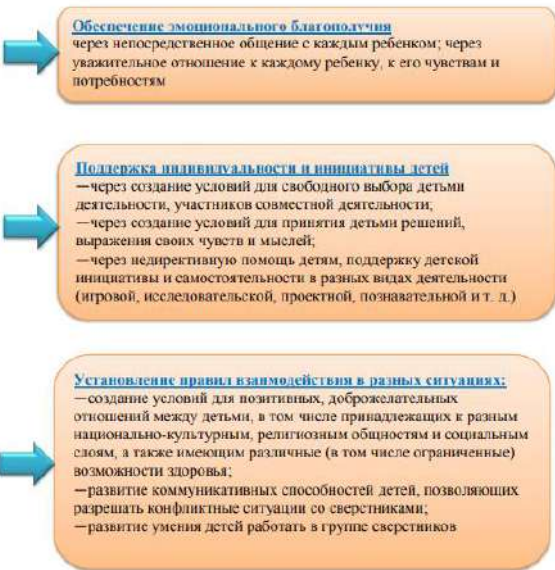 Обеспечение эмоционального благополучия
через непосредственное общение с каждым ребенком; через
уважительное отношение к каждому ребенку, к его чувствам и
потребностям
Поддержка индивидуальности и инициативы детей
—через создание условий для свободного выбора детьми
деятельности, участников совместной деятельности;
—через создание условий для принятия детьми решений,
выражения своих чувств и мыслей;
—через недирективную помощь детям, поддержку детской
инициативы и самостоятельности в разных видах деятельности
(игровой, исследовательской, проектной, познавательной и т. д.)
Установление правил взаимодействия в разных ситуациях:
—создание условий для позитивных, доброжелательных
отношений между детьми, в том числе принадлежащих к разным
национально-культурным, религиозным общностям и социальным
слоям, а также имеющим различные (в том числе ограниченные)
возможности здоровья;
—развитие коммуникативных способностей детей, позволяющих
разрешать конфликтные ситуации со сверстниками;
—развитие умения детей работать в группе сверстников